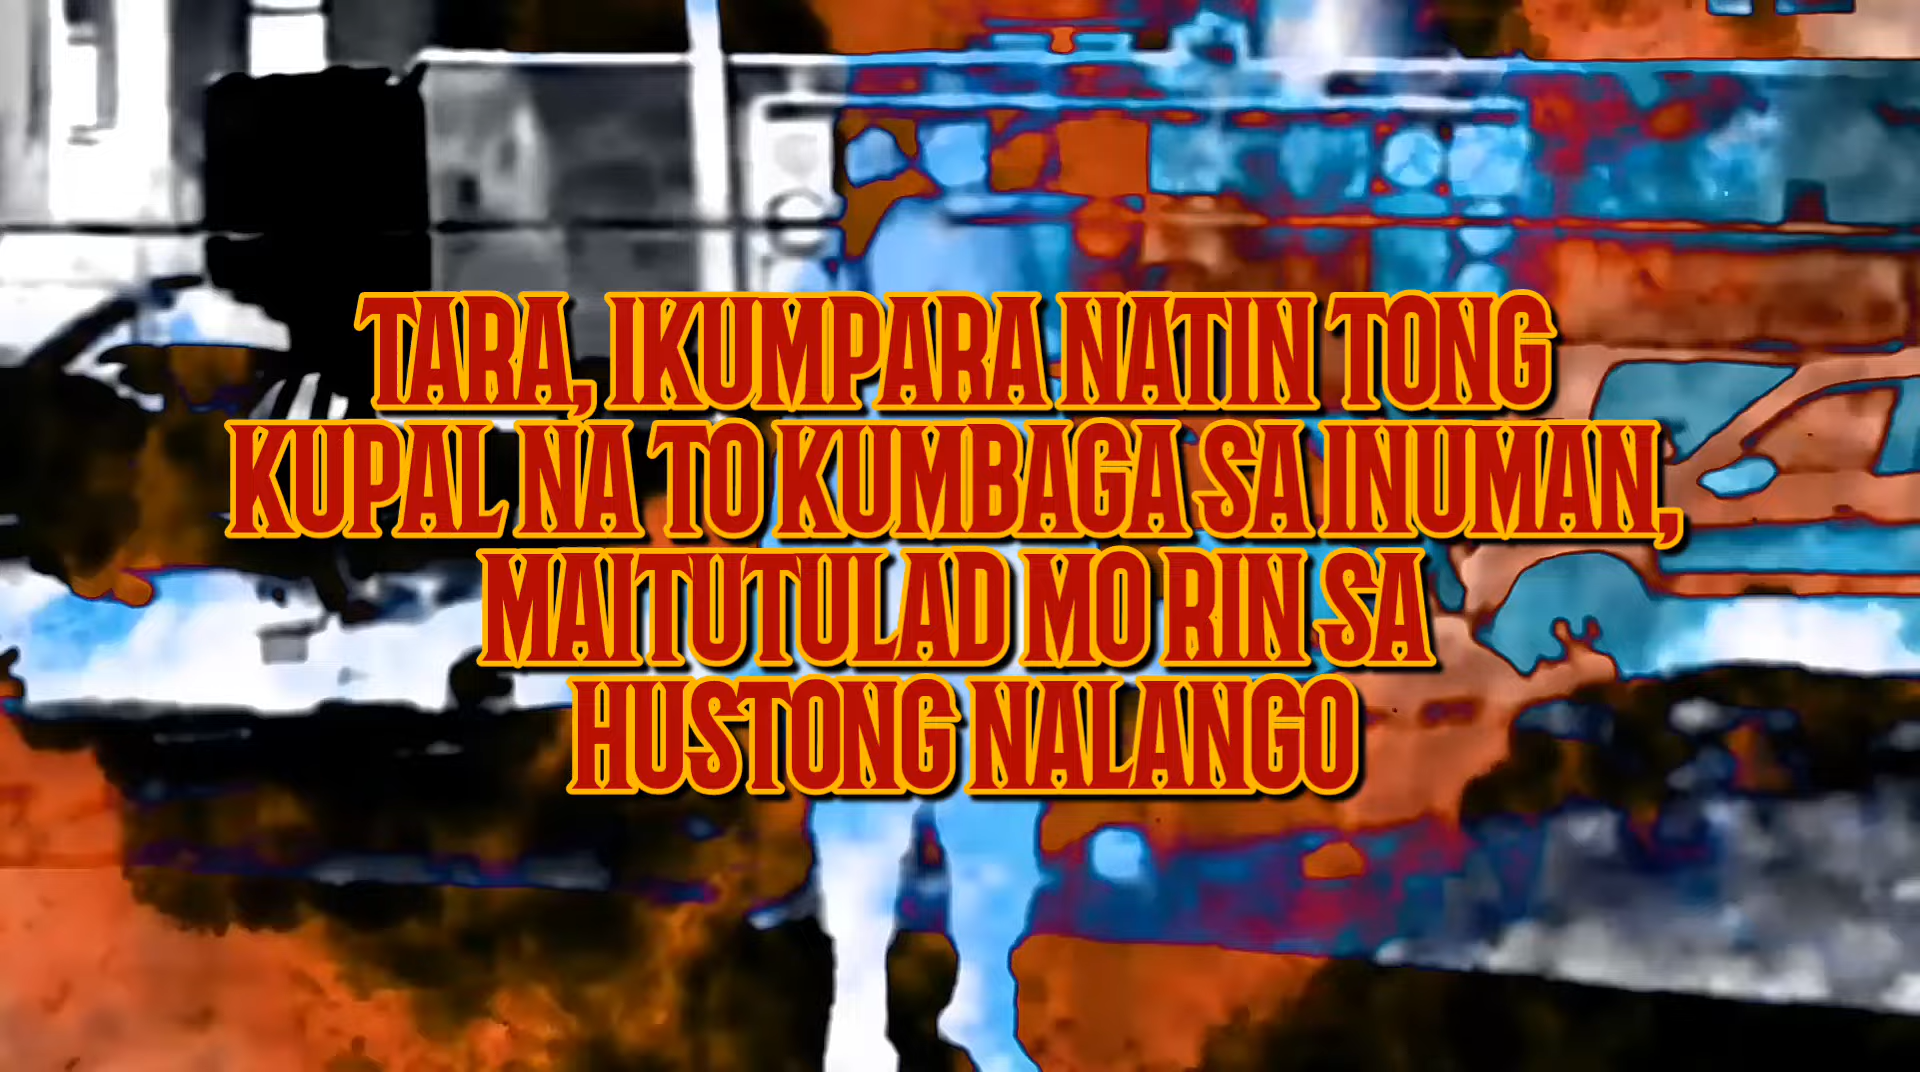 TARA, IKUMPARA NATIN TONG
KUPAL NA TO KUMBAGA SA INUMAN,
MAITUTULAD MO RIN SA
HUSTONG NALANGO